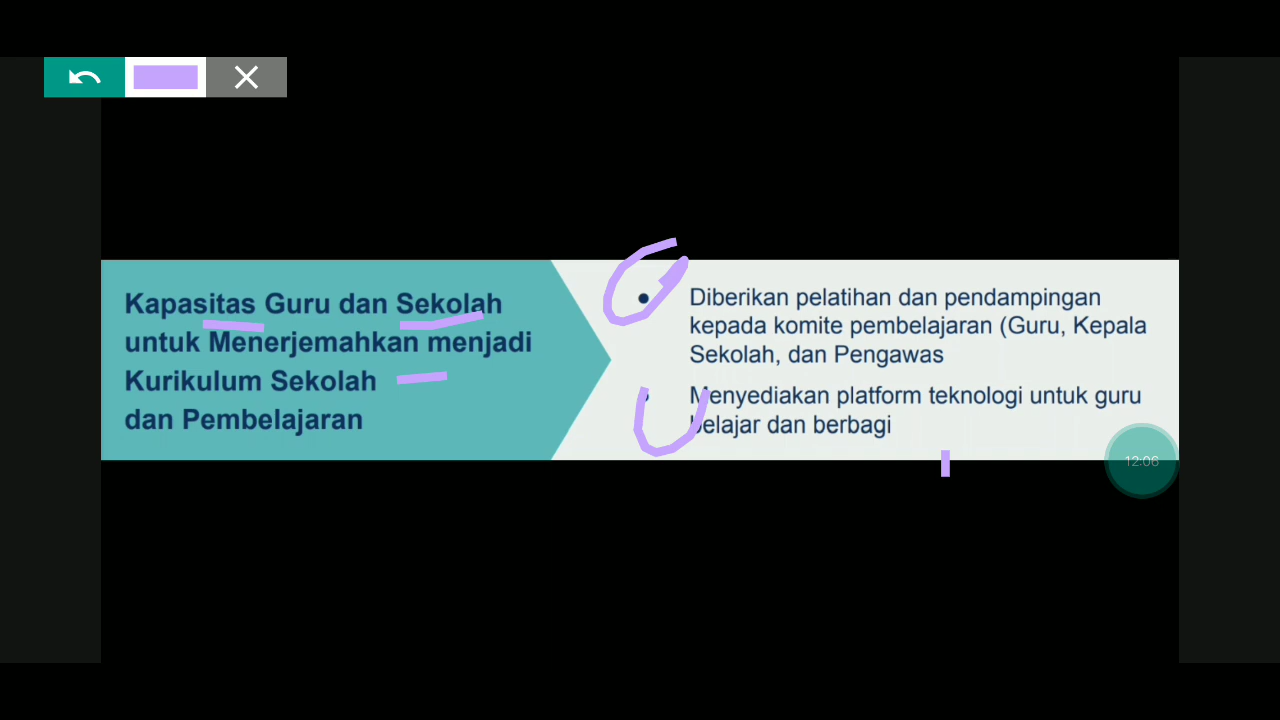 Kapasitas Guru dan Sekolah
untuk Menerjemahkan menjadi
Kurikulum Sekolah
dan Pembelajaran
Diberikan pelatihan dan pendampingan
kepada komite pembelajaran (Guru, Kepala
Sekolah, dan Pengawas
Menyediakan platform teknologi untuk guru
belajar dan berbagi
12:06